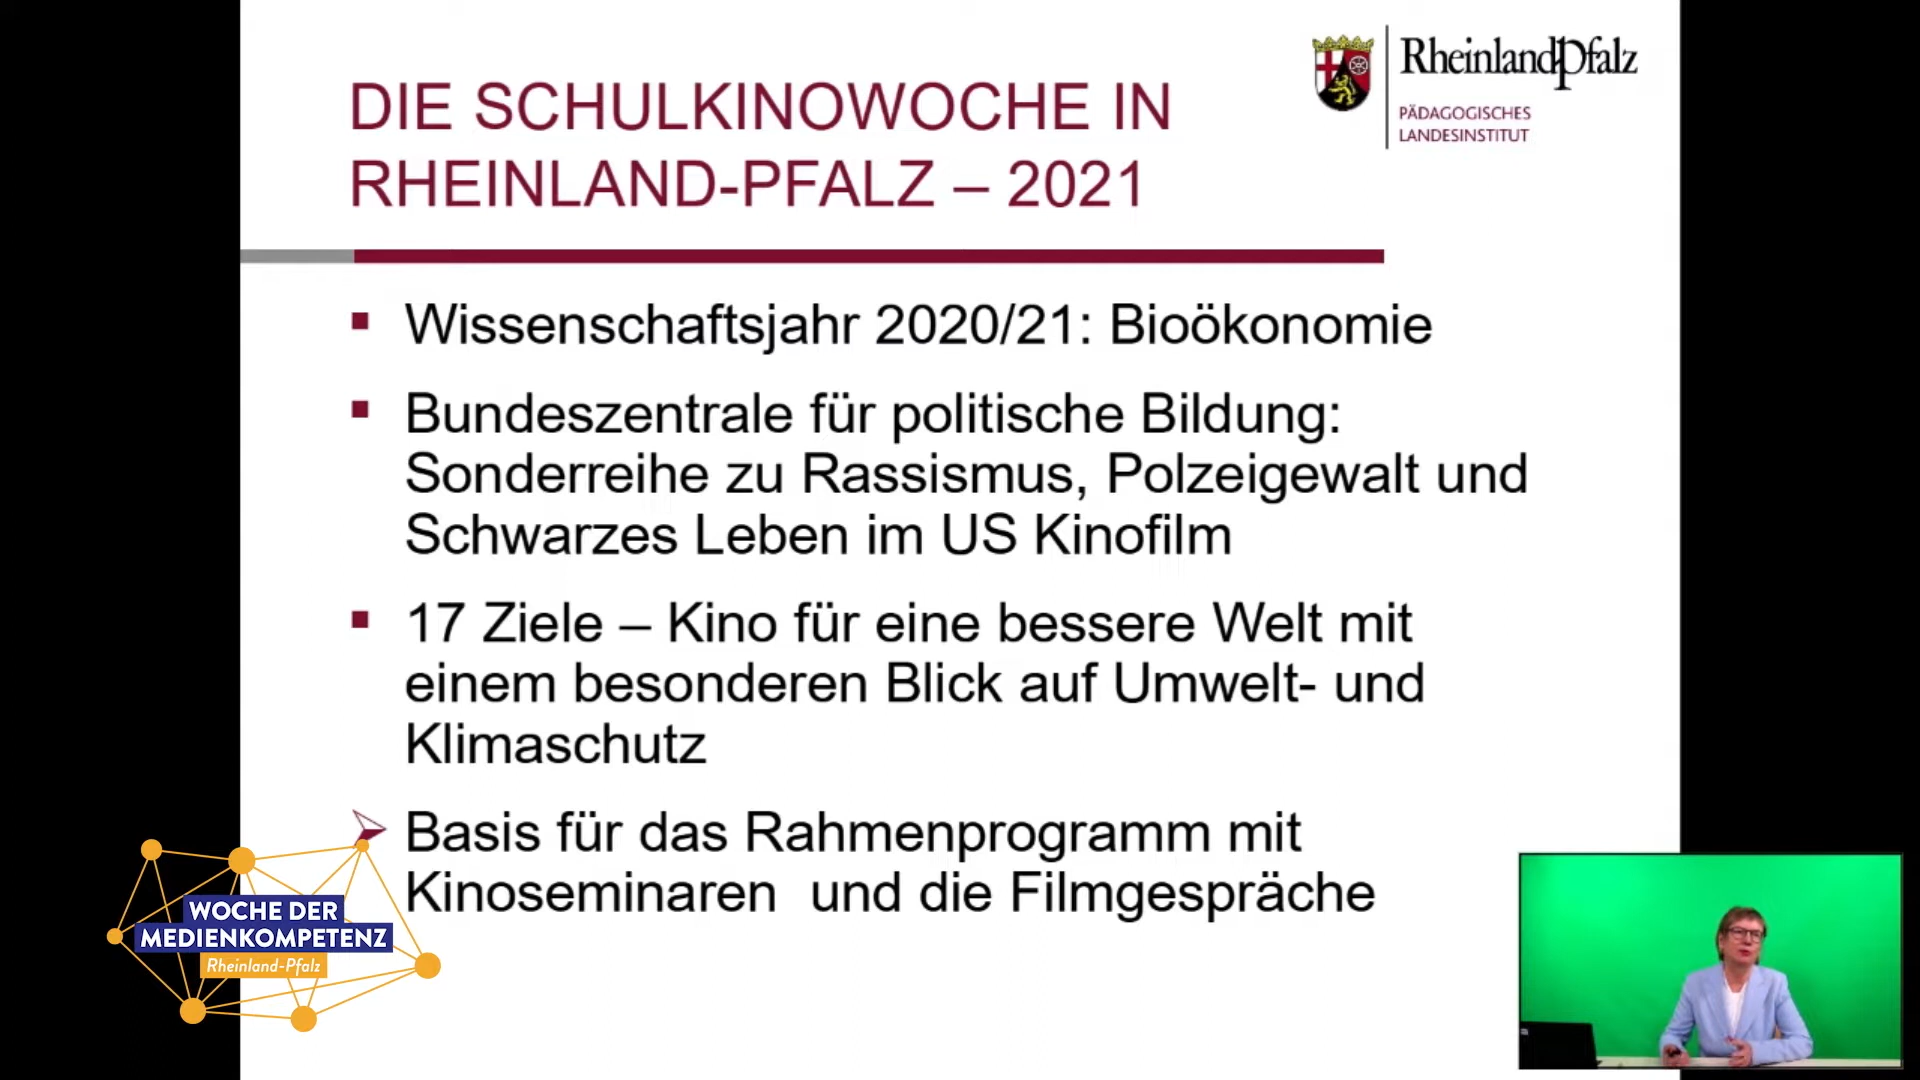 DIE SCHULKINOWOCHE IN
RHEINLAND-PFALZ – 2021
RheinlandPfalz
PÄDAGOGISCHES
LANDESINSTITUT
▪ Wissenschaftsjahr 2020/21: Bioökonomie
▪ Bundeszentrale für politische Bildung:
Sonderreihe zu Rassismus, Polzeigewalt und
Schwarzes Leben im US Kinofilm
▪ 17 Ziele – Kino für eine bessere Welt mit
einem besonderen Blick auf Umwelt- und
Klimaschutz
➢ Basis für das Rahmenprogramm mit
Kinoseminaren und die Filmgespräche
WOCHE DER
MEDIENKOMPETENZ
Rheinland-Pfalz